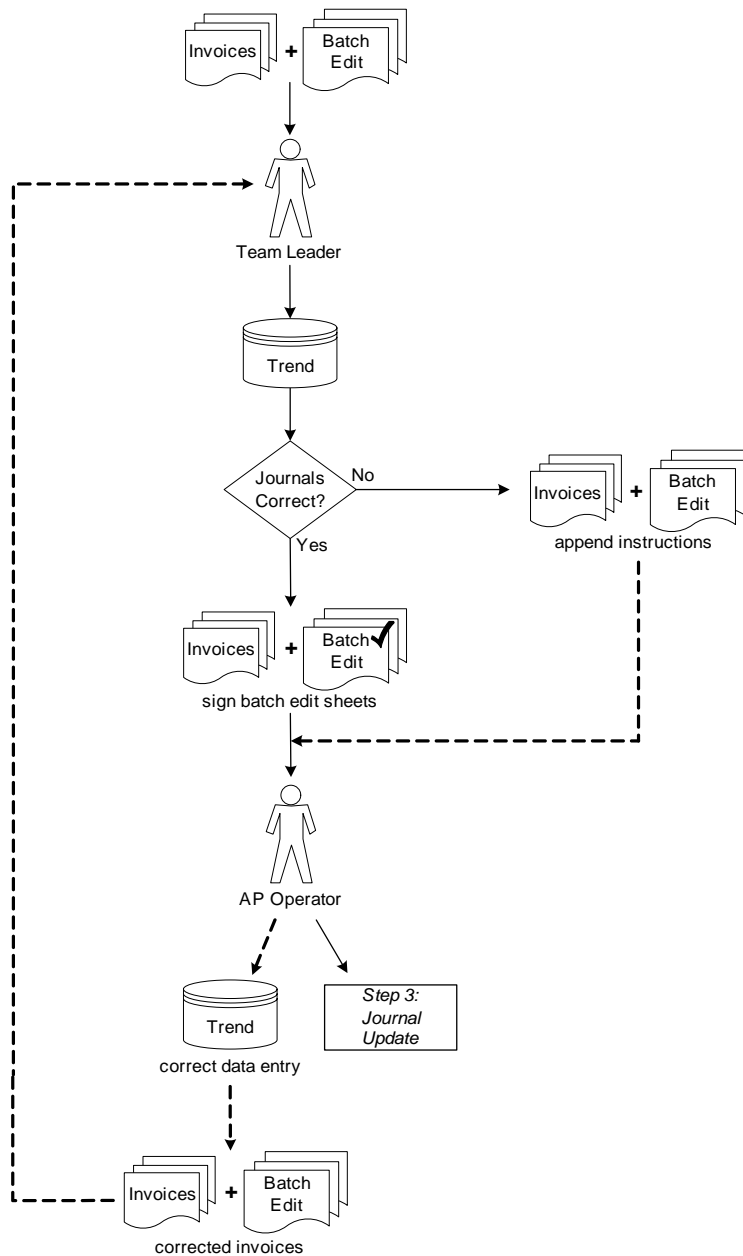 Invoices
+
Batch
Edit
Team Leader
Trend
Journals
Correct?
No
Yes
Invoices
+
Batch
Edit
append instructions
Invoices
+
Batch
Edit
sign batch edit sheets
AP Operator
Trend
correct data entry
Step 3:
Journal
Update
Invoices
+
Batch
Edit
corrected invoices